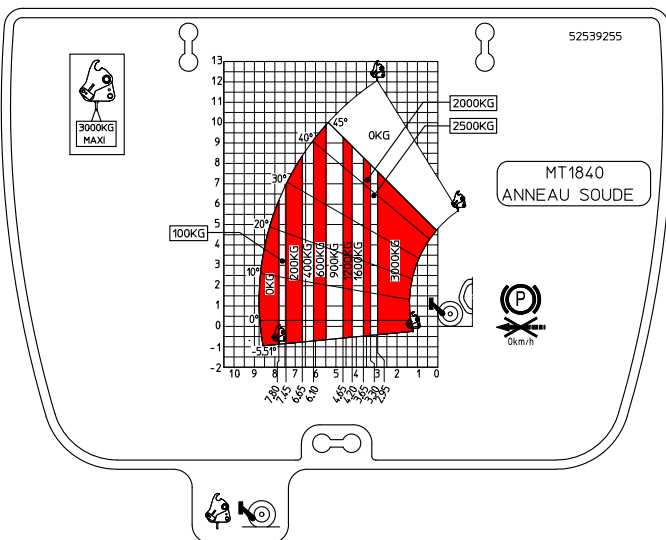 52539255
3000KG
MAXI
13
12
11
10
9
8
7
6
5
4
3
2
1
0
-1
-2
10 9 8 7 6 5 4 3 2 1 0
7.80
7.45
6.65
6.10
4.65
4.20
3.65
3.30
2.95
-5.51°
0°
10°
20°
30°
40°
45°
0KG
2000KG
2500KG
100KG
0KG
200KG
400KG
600KG
900KG
1200KG
1600KG
3000KG
MT1840
ANNEAU SOUDE
P
0km/h